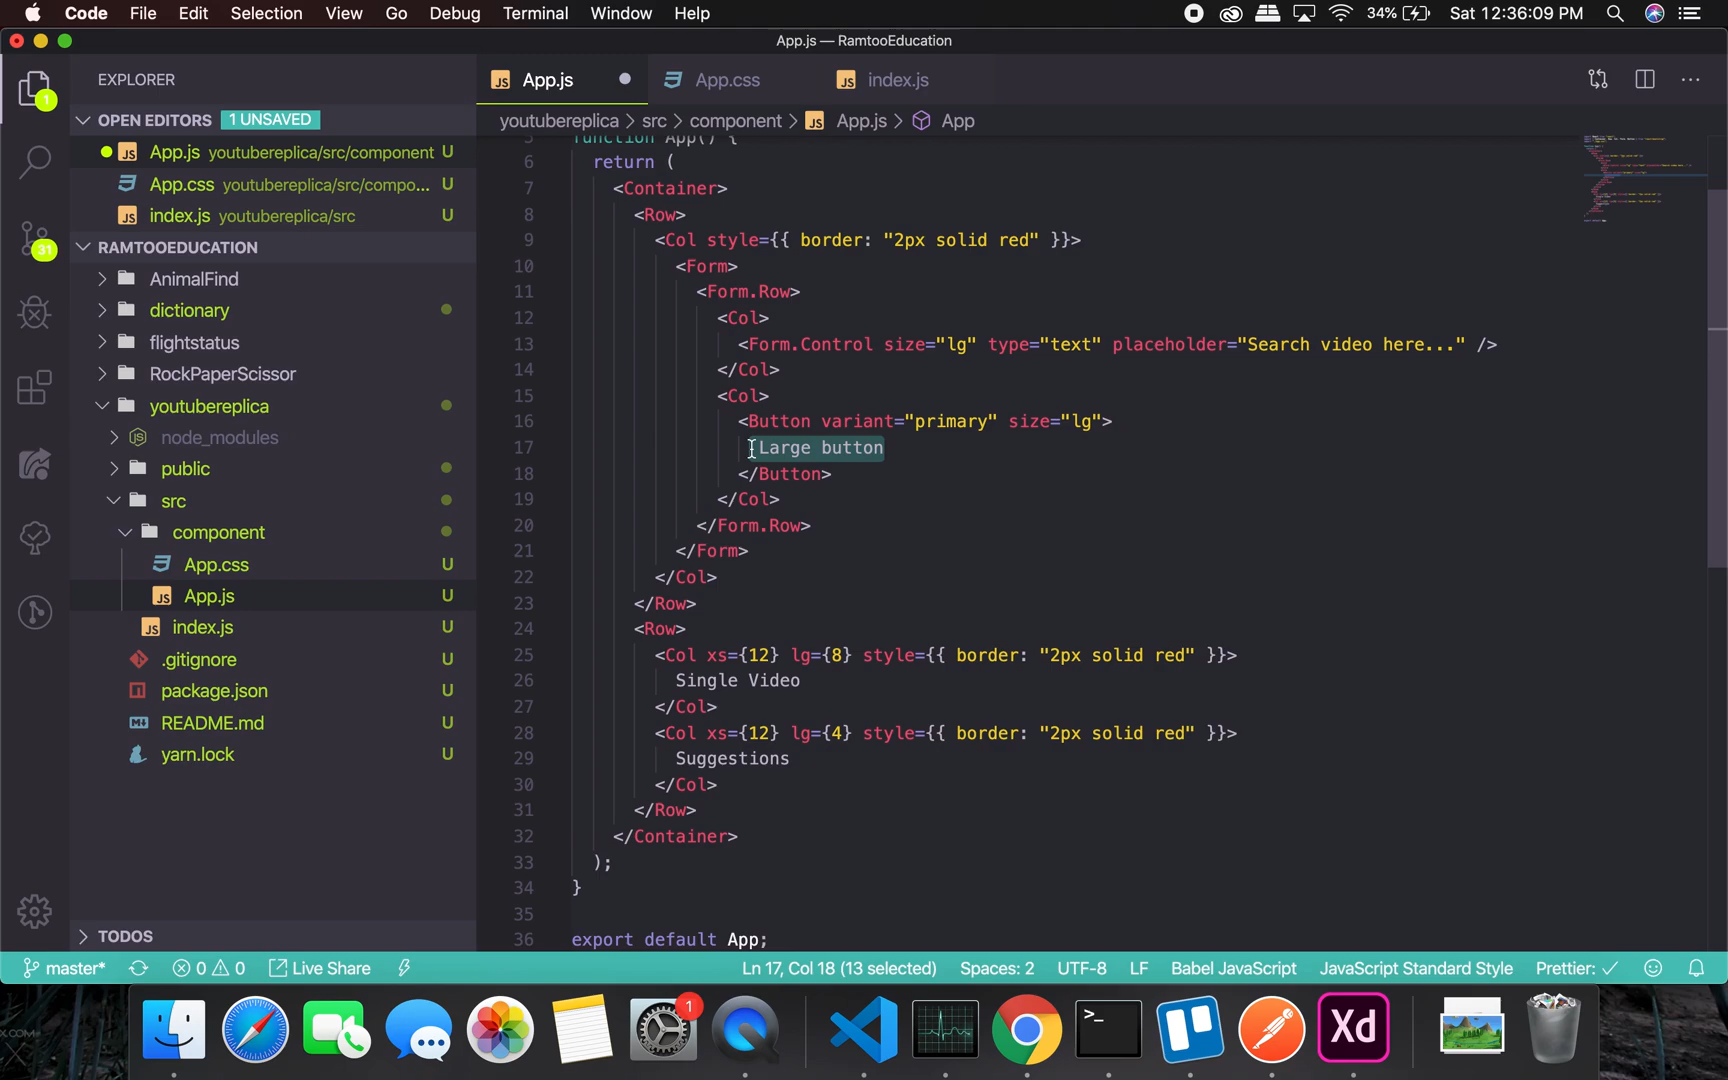 Code File Edit Selection View Go Debug Terminal Window Help 34% Sat 12:36:09 PM
App.js — RamtooEducation
EXPLORER
OPEN EDITORS 1 UNSAVED
App.js youtubereplica/src/component U
App.css youtubereplica/src/compo... U
index.js youtubereplica/src U
RAMTOOEDUCATION
AnimalFind
dictionary
flightstatus
RockPaperScissor
youtubereplica
node_modules
public
src
component
App.css U
App.js U
index.js U
.gitignore U
package.json U
README.md U
yarn.lock U
TODOS
1
31
JS App.js App.css JS index.js
youtubereplica > src > component > JS App.js > App
5 function App() {
6 return (
7 <Container>
8 <Row>
9 <Col style={{ border: "2px solid red" }}>
10 <Form>
11 <Form.Row>
12 <Col>
13 <Form.Control size="lg" type="text" placeholder="Search video here..." />
14 </Col>
15 <Col>
16 <Button variant="primary" size="lg">
17 Large button
18 </Button>
19 </Col>
20 </Form.Row>
21 </Form>
22 </Col>
23 </Row>
24 <Row>
25 <Col xs={12} lg={8} style={{ border: "2px solid red" }}>
26 Single Video
27 </Col>
28 <Col xs={12} lg={4} style={{ border: "2px solid red" }}>
29 Suggestions
30 </Col>
31 </Row>
32 </Container>
33 );
34 }
35
36 export default App;
master* 0 0 Live Share Ln 17, Col 18 (13 selected) Spaces: 2 UTF-8 LF Babel JavaScript JavaScript Standard Style Prettier: ✓
1
>_
Xd